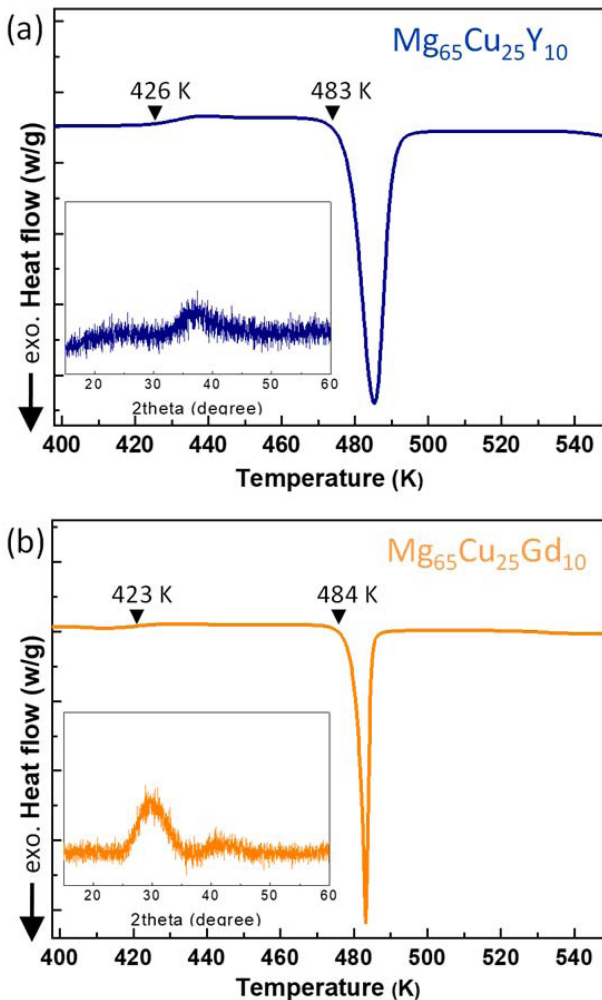 (a)
Mg65Cu25Y10
426 K
483 K
exo. Heat flow (w/g)
20 30 40 50 60
2theta (degree)
400 420 440 460 480 500 520 540
Temperature (K)
(b)
Mg65Cu25Gd10
423 K
484 K
exo. Heat flow (w/g)
20 30 40 50 60
2theta (degree)
400 420 440 460 480 500 520 540
Temperature (K)